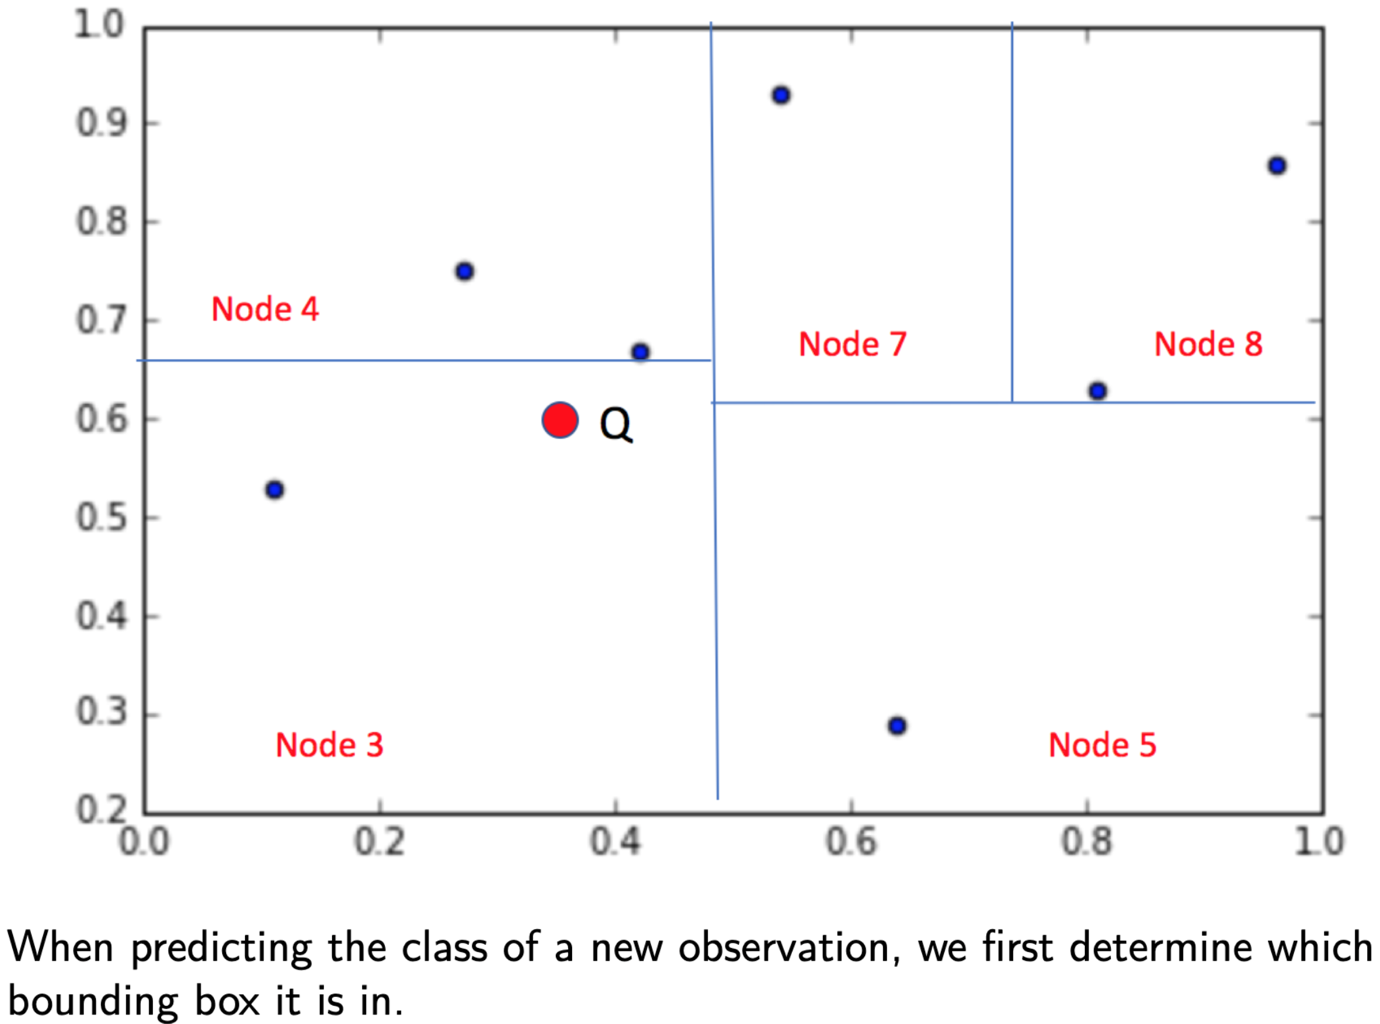 1.0
0.9
0.8
0.7
0.6
0.5
0.4
0.3
0.2
0.0 0.2 0.4 0.6 0.8 1.0
Node 4
Node 7
Node 8
Q
Node 3
Node 5
When predicting the class of a new observation, we first determine which
bounding box it is in.